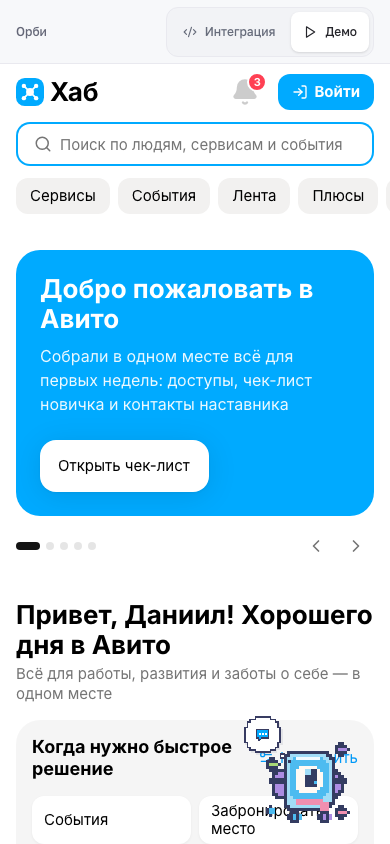 Орби
Интеграция
Демо
Хаб
3
Войти
Поиск по людям, сервисам и события
Сервисы
События
Лента
Плюсы
Добро пожаловать в
Авито
Собрали в одном месте всё для
первых недель: доступы, чек-лист
новичка и контакты наставника
Открыть чек-лист
Привет, Даниил! Хорошего
дня в Авито
Всё для работы, развития и заботы о себе — в
одном месте
Когда нужно быстрое
решение
События
место